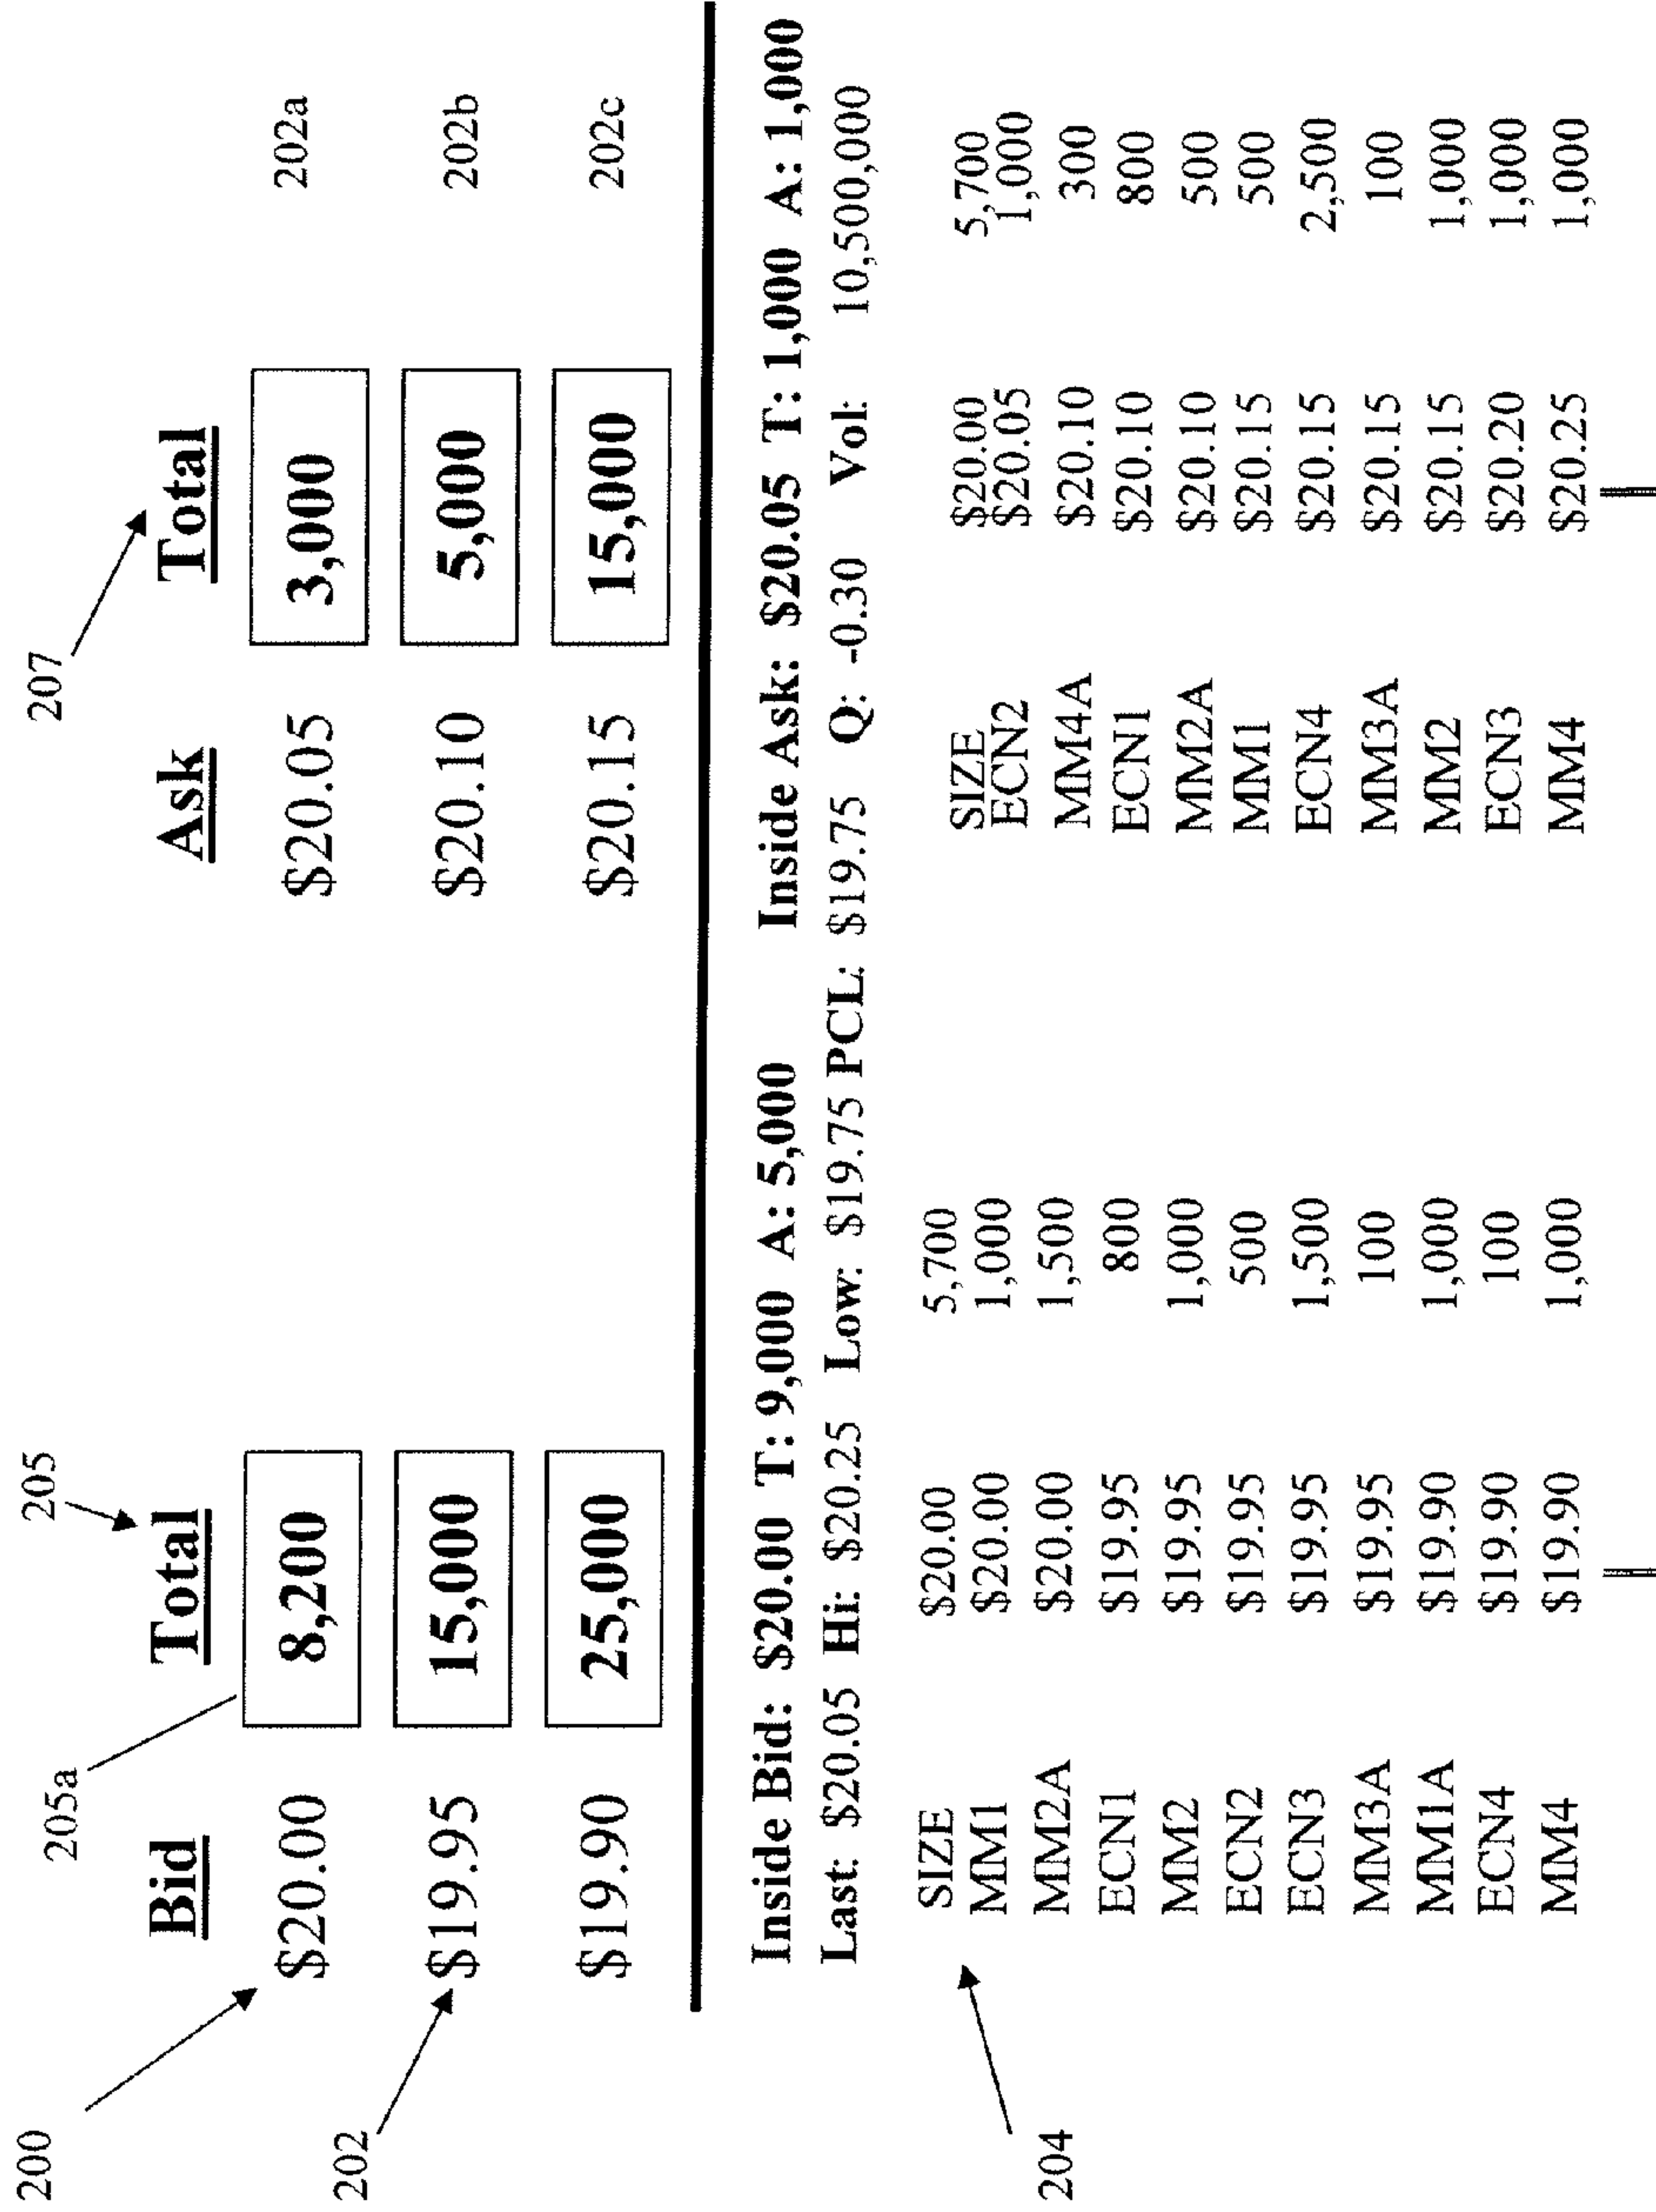 200 205a 205 207
Bid Total Ask Total
$20.00 8,200 $20.05 3,000 202a
202 $19.95 15,000 $20.10 5,000 202b
$19.90 25,000 $20.15 15,000 202c
Inside Bid: $20.00 T: 9,000 A: 5,000 Inside Ask: $20.05 T: 1,000 A: 1,000
Last: $20.05 Hi: $20.25 Low: $19.75 PCL: $19.75 Q: -0.30 Vol: 10,500,000
SIZE $20.00 5,700 SIZE $20.00 5,700
MM1 $20.00 1,000 ECN2 $20.05 1,000
204 MM2A $20.00 1,500 MM4A $20.10 300
ECN1 $19.95 800 ECN1 $20.10 800
MM2 $19.95 1,000 MM2A $20.10 500
ECN2 $19.95 500 MM1 $20.15 500
ECN3 $19.95 1,500 ECN4 $20.15 2,500
MM3A $19.95 100 MM3A $20.15 100
MM1A $19.90 1,000 MM2 $20.15 1,000
ECN4 $19.90 100 ECN3 $20.20 1,000
MM4 $19.90 1,000 MM4 $20.25 1,000